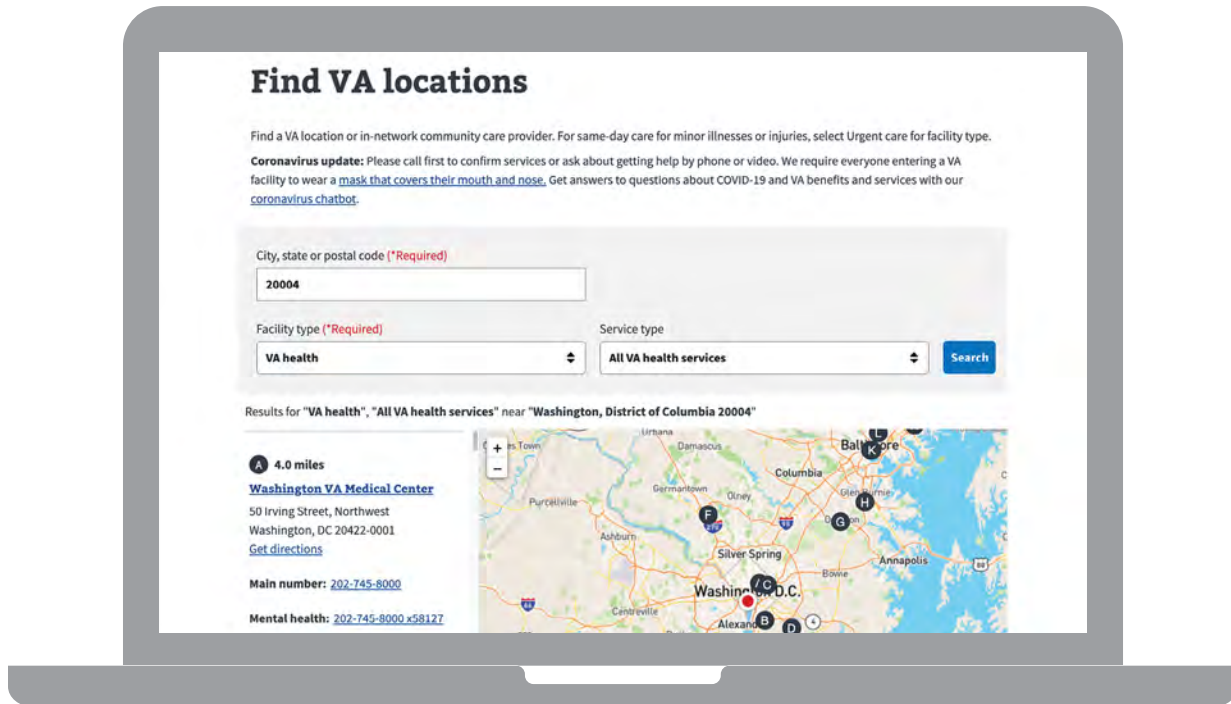 Find VA locations
Find a VA location or in-network community care provider. For same-day care for minor illnesses or injuries, select Urgent care for facility type.
Coronavirus update: Please call first to confirm services or ask about getting help by phone or video. We require everyone entering a VA
facility to wear a mask that covers their mouth and nose. Get answers to questions about COVID-19 and VA benefits and services with our
coronavirus chatbot.
City, state or postal code (*Required)
20004
Facility type (*Required)
Service type
VA health
All VA health services
Search
Results for "VA health", "All VA health services" near "Washington, District of Columbia 20004"
A 4.0 miles
Washington VA Medical Center
50 Irving Street, Northwest
Washington, DC 20422-0001
Get directions
Main number: 202-745-8000
Mental health: 202-745-8000 x58127
+
−
Urbana
Damascus
L
K
Columbia
Germantown
Olney
Purcellville
H
F
270
95
G
Ashburn
Silver Spring
Annapolis
50
Bowie
C
D.C.
66
Centreville
B
D
4